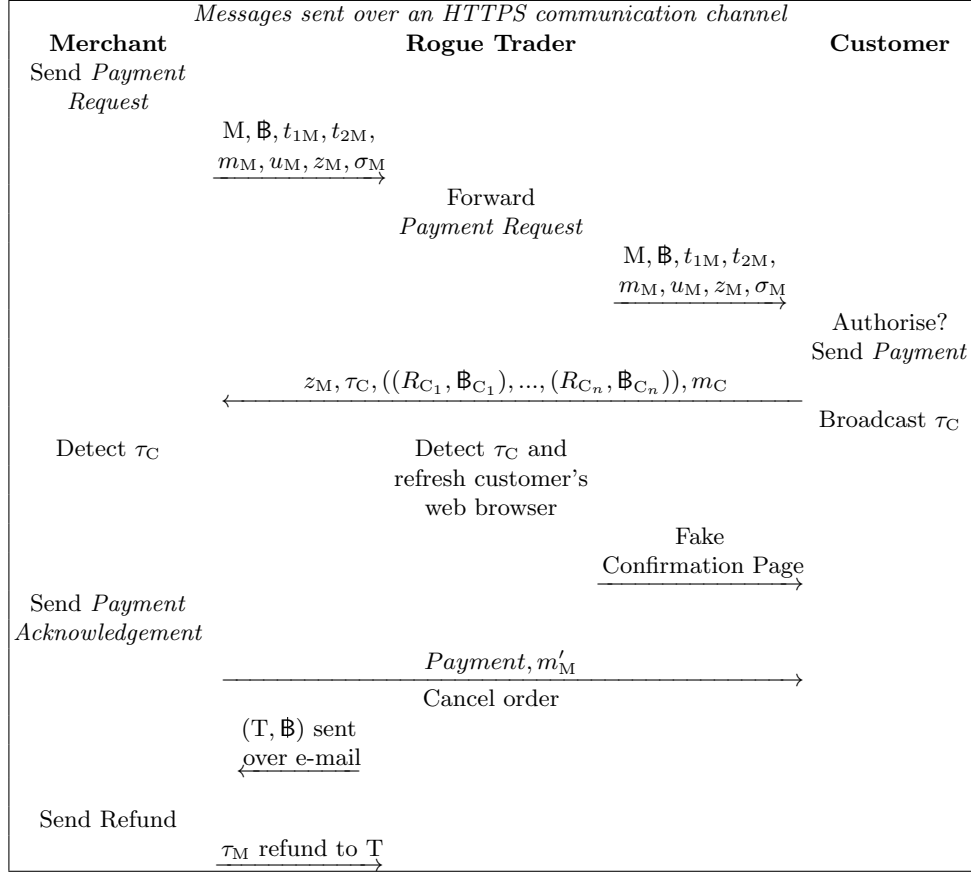 Messages sent over an HTTPS communication channel
Merchant Rogue Trader Customer
Send Payment
Request
M, ₿, t1M, t2M,
mM, uM, zM, σM
Forward
Payment Request
M, ₿, t1M, t2M,
mM, uM, zM, σM
Authorise?
Send Payment
zM, τC, ((RC1, ₿C1), ..., (RCn, ₿Cn)), mC
Broadcast τC
Detect τC
Detect τC and
refresh customer's
web browser
Fake
Confirmation Page
Send Payment
Acknowledgement
Payment, m′M
Cancel order
(T, ₿) sent
over e-mail
Send Refund
τM refund to T